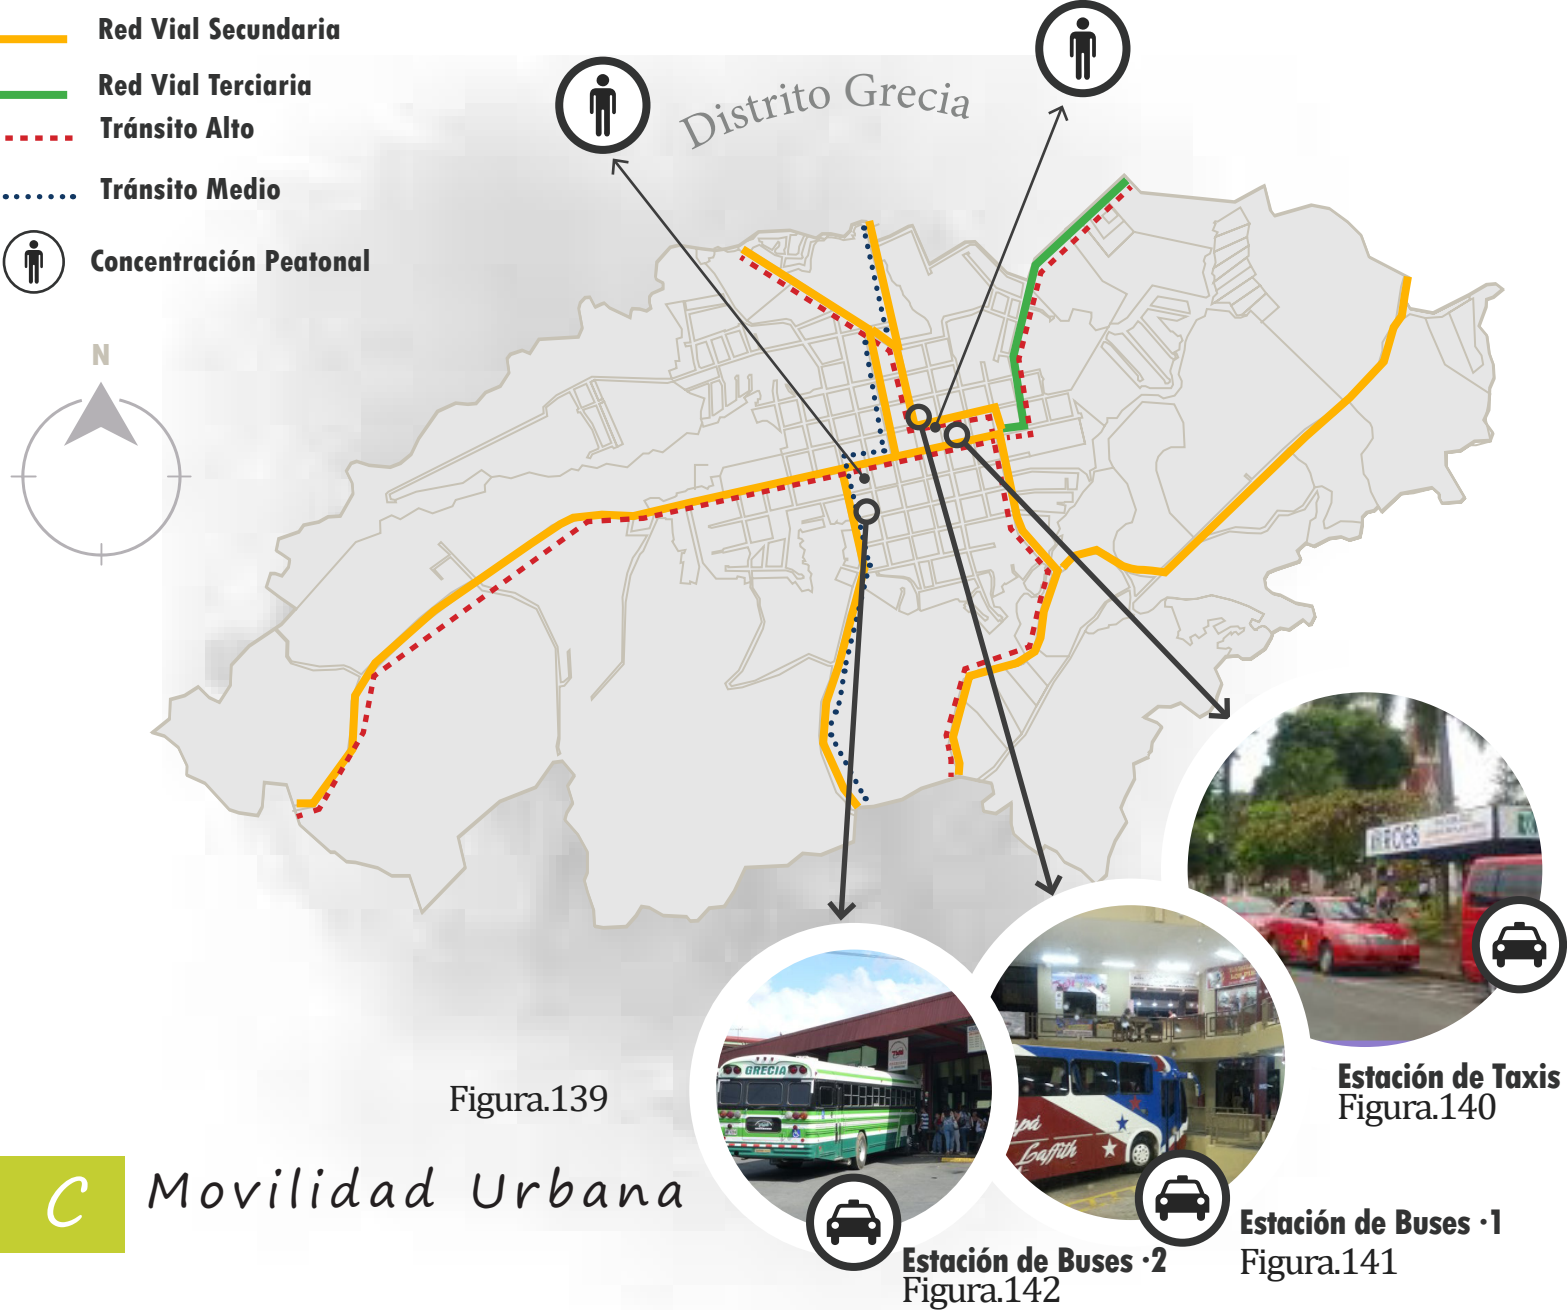 Red Vial Secundaria
Red Vial Terciaria
Tránsito Alto
Tránsito Medio
Concentración Peatonal
Distrito Grecia
N
GRECIA
Gaffith
Estación de Taxis
Figura.140
Figura.139
C Movilidad Urbana
Estación de Buses ·1
Figura.141
Estación de Buses ·2
Figura.142